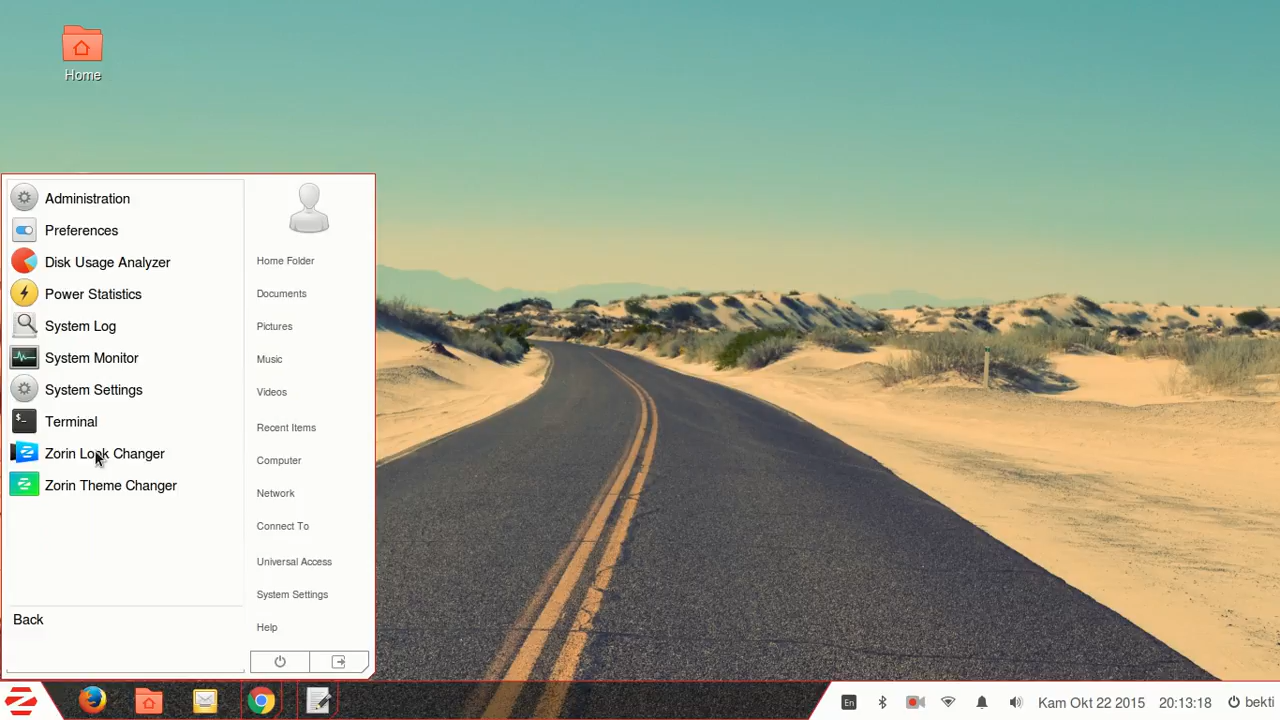 Home
Administration
Preferences
Disk Usage Analyzer
Power Statistics
System Log
System Monitor
System Settings
Terminal
Zorin Look Changer
Zorin Theme Changer
Back
Home Folder
Documents
Pictures
Music
Videos
Recent Items
Computer
Network
Connect To
Universal Access
System Settings
Help
En
Kam Okt 22 2015 20:13:18 bekti